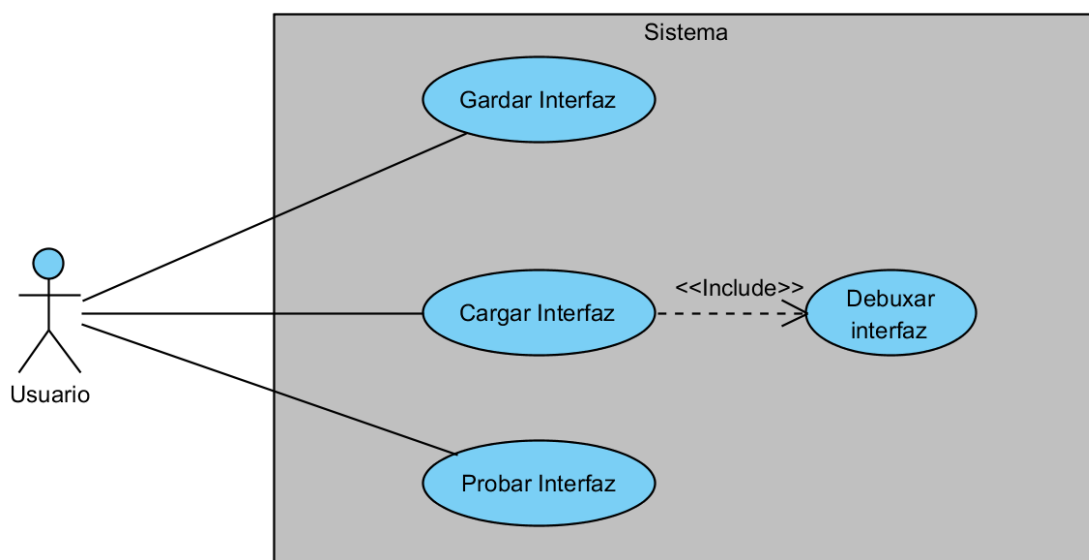 Sistema
Gardar Interfaz
<<Include>>
Cargar Interfaz
Debuxar
interfaz
Usuario
Probar Interfaz